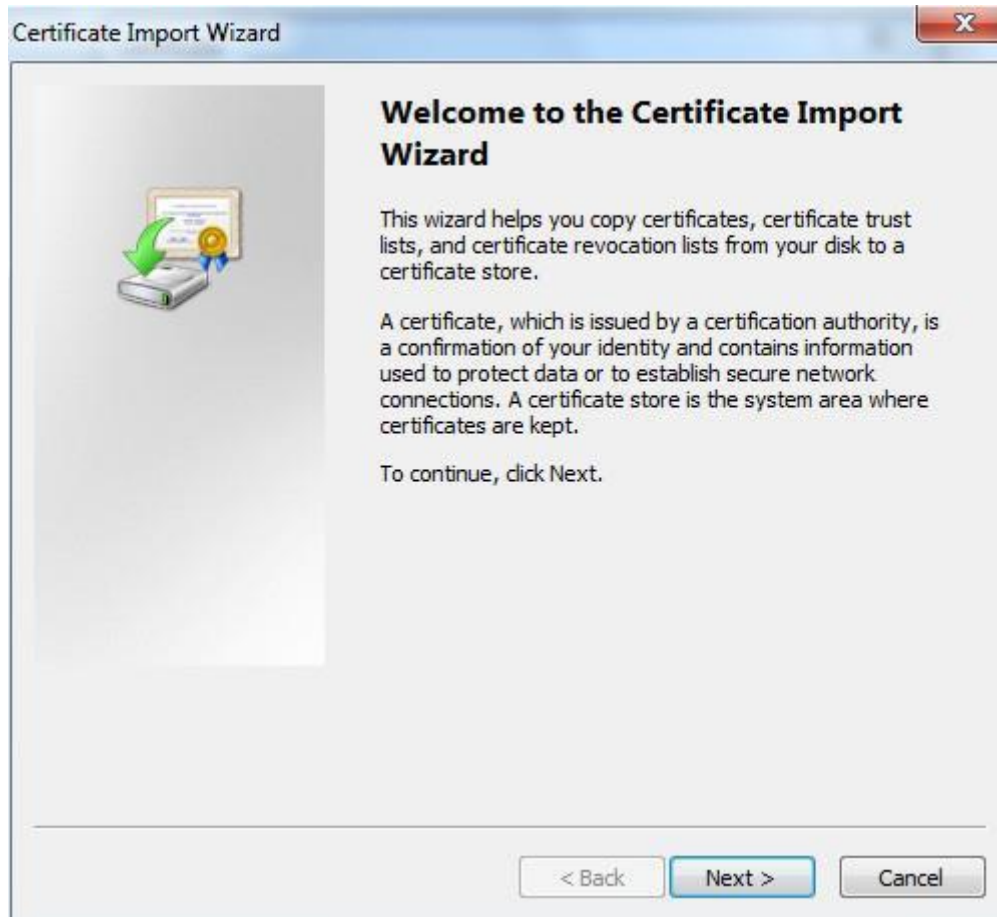 Certificate Import Wizard
Welcome to the Certificate Import
Wizard
This wizard helps you copy certificates, certificate trust
lists, and certificate revocation lists from your disk to a
certificate store.
A certificate, which is issued by a certification authority, is
a confirmation of your identity and contains information
used to protect data or to establish secure network
connections. A certificate store is the system area where
certificates are kept.
To continue, click Next.
< Back
Next >
Cancel